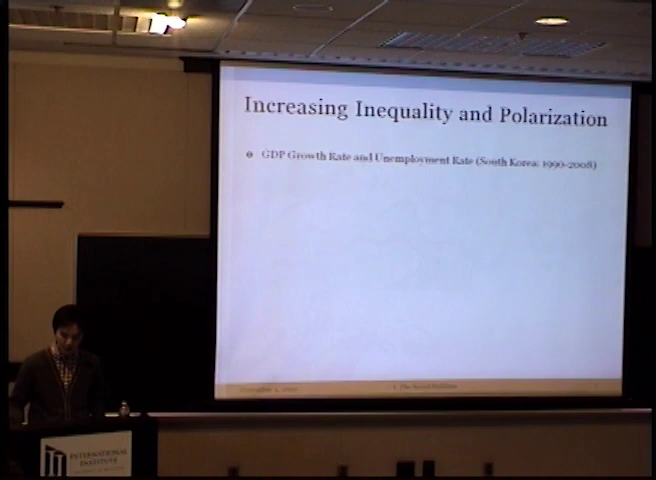 Increasing Inequality and Polarization
GDP Growth Rate and Unemployment Rate (South Korea: 1990-2008)
INTERNATIONAL
INSTITUTE